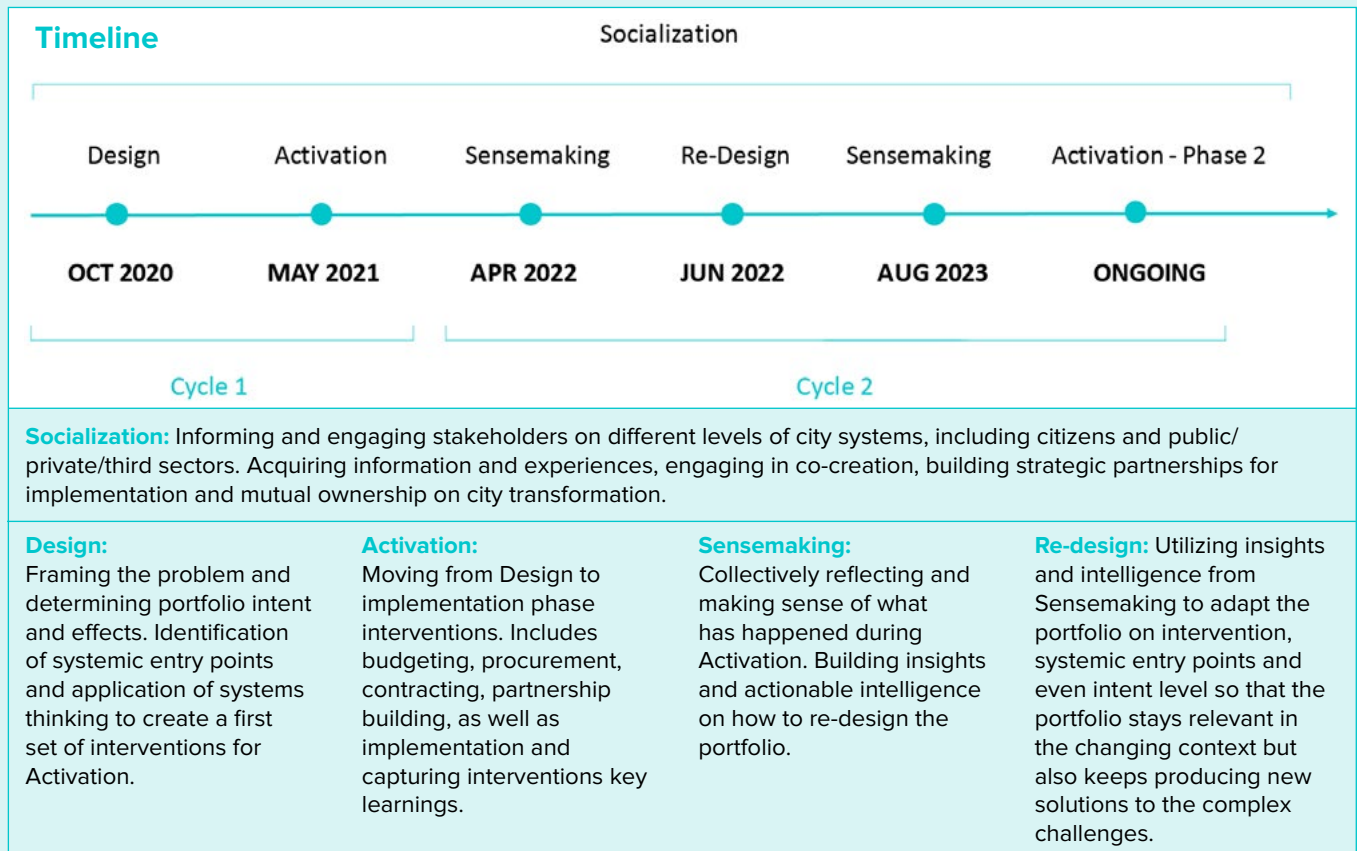 Timeline
Socialization
Design
Activation
Sensemaking
Re-Design
Sensemaking
Activation - Phase 2
OCT 2020
MAY 2021
APR 2022
JUN 2022
AUG 2023
ONGOING
Cycle 1
Cycle 2
Socialization: Informing and engaging stakeholders on different levels of city systems, including citizens and public/
private/third sectors. Acquiring information and experiences, engaging in co-creation, building strategic partnerships for
implementation and mutual ownership on city transformation.
Design:
Framing the problem and
determining portfolio intent
and effects. Identification
of systemic entry points
and application of systems
thinking to create a first
set of interventions for
Activation.
Activation:
Moving from Design to
implementation phase
interventions. Includes
budgeting, procurement,
contracting, partnership
building, as well as
implementation and
capturing interventions key
learnings.
Sensemaking:
Collectively reflecting and
making sense of what
has happened during
Activation. Building insights
and actionable intelligence
on how to re-design the
portfolio.
Re-design: Utilizing insights
and intelligence from
Sensemaking to adapt the
portfolio on intervention,
systemic entry points and
even intent level so that the
portfolio stays relevant in
the changing context but
also keeps producing new
solutions to the complex
challenges.